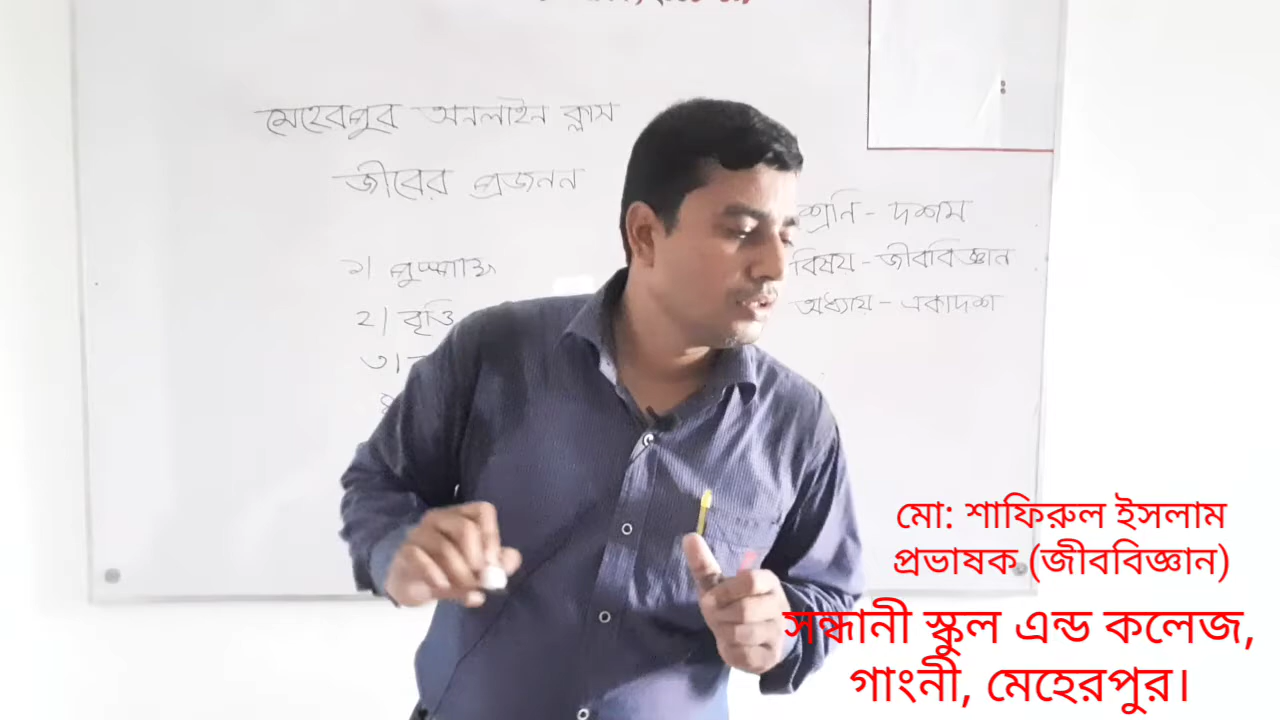 মেহেরপুর অনলাইন ক্লাস
জীবের প্রজনন
শ্রেনি - দশম
বিষয় - জীববিজ্ঞান
অধ্যায় - একাদশ
১।
২। বৃত্তি
৩।
মো: শাফিরুল ইসলাম
প্রভাষক (জীববিজ্ঞান)
সন্ধানী স্কুল এন্ড কলেজ,
গাংনী, মেহেরপুর।